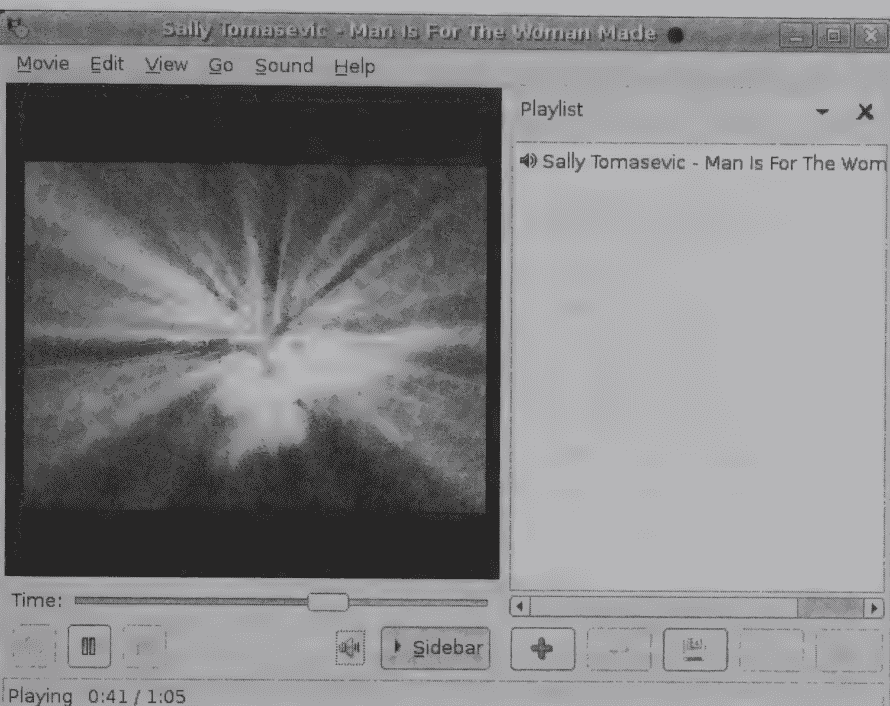 Sally Tomasevic - Man Is For The Woman Made
Movie Edit View Go Sound Help
Playlist
Sally Tomasevic - Man Is For The Wom
Time:
Sidebar
Playing 0:41 / 1:05